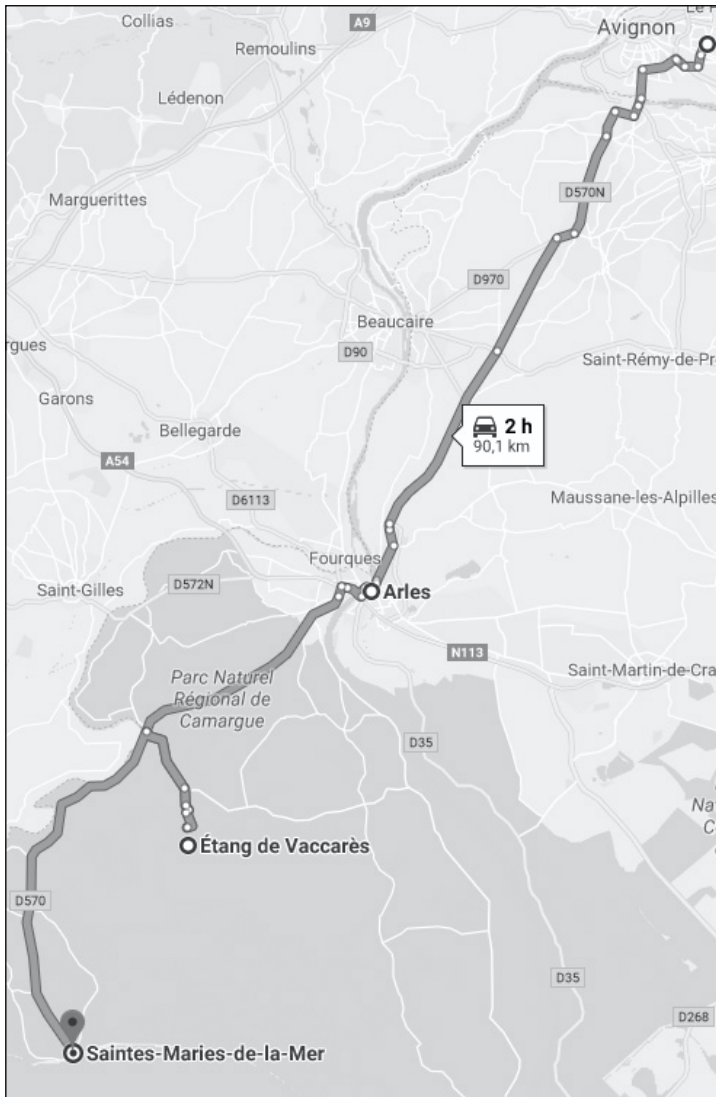 Collias
A9
Avignon
Remoulins
Lédenon
D570N
Marguerittes
D970
Beaucaire
D90
Saint-Rémy-de-Pr
Garons
2 h
90,1 km
Bellegarde
A54
D6113
Maussane-les-Alpilles
Fourques
Saint-Gilles
D572N
Arles
N113
Parc Naturel
Régional de
Camargue
Saint-Martin-de-Cra
D35
Étang de Vaccarès
D570
D35
D268
Saintes-Maries-de-la-Mer